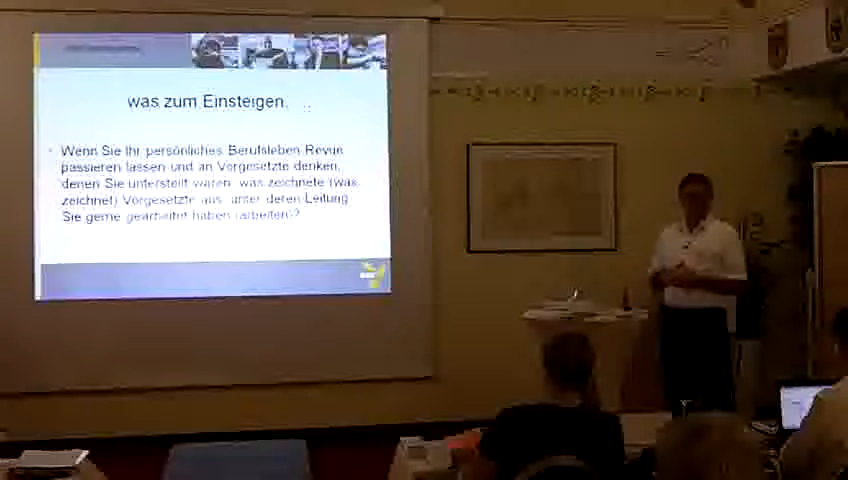 was zum Einsteigen. ..
Wenn Sie Ihr persönliches Berufsleben Revue
passieren lassen und an Vorgesetzte denken,
denen Sie unterstellt waren: was zeichnete (was
zeichnet) Vorgesetzte aus, unter deren Leitung
Sie gerne gearbeitet haben (arbeiten)?